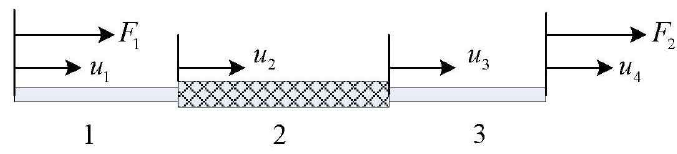 F₁ F₂
u₁ u₂ u₃ u₄
1 2 3